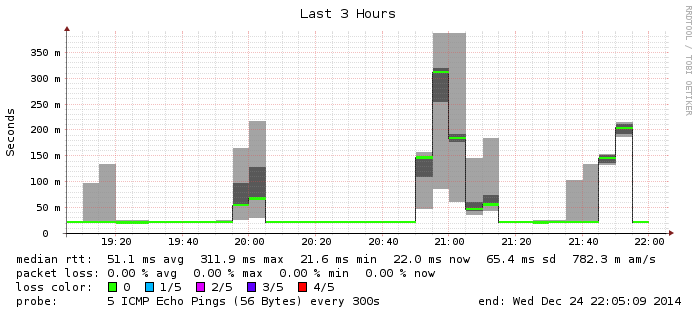 Last 3 Hours
RRDTOOL / TOBI OETIKER
Seconds
350 m
300 m
250 m
200 m
150 m
100 m
50 m
0
19:20 19:40 20:00 20:20 20:40 21:00 21:20 21:40 22:00
median rtt: 51.1 ms avg 311.9 ms max 21.6 ms min 22.0 ms now 65.4 ms sd 782.3 m am/s
packet loss: 0.00 % avg 0.00 % max 0.00 % min 0.00 % now
loss color: 0 1/5 2/5 3/5 4/5
probe: 5 ICMP Echo Pings (56 Bytes) every 300s end: Wed Dec 24 22:05:09 2014